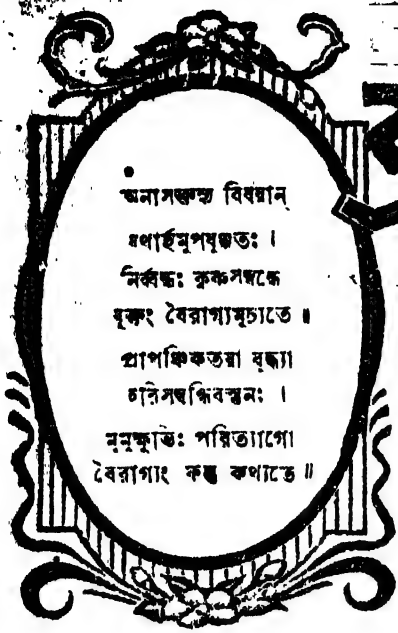 অনাসক্তস্য বিষয়ান্
যথার্হমুপযুঞ্জতঃ ।
নির্ব্বন্ধঃ কৃষ্ণসম্বন্ধে
যুক্তং বৈরাগ্যমুচ্যতে ॥
প্রাপঞ্চিকতয়া বুদ্ধ্যা
হরিসম্বন্ধিবস্তুনঃ ।
মুমুক্ষুভিঃ পরিত্যাগো
বৈরাগ্যং ফল্গু কথ্যতে ॥